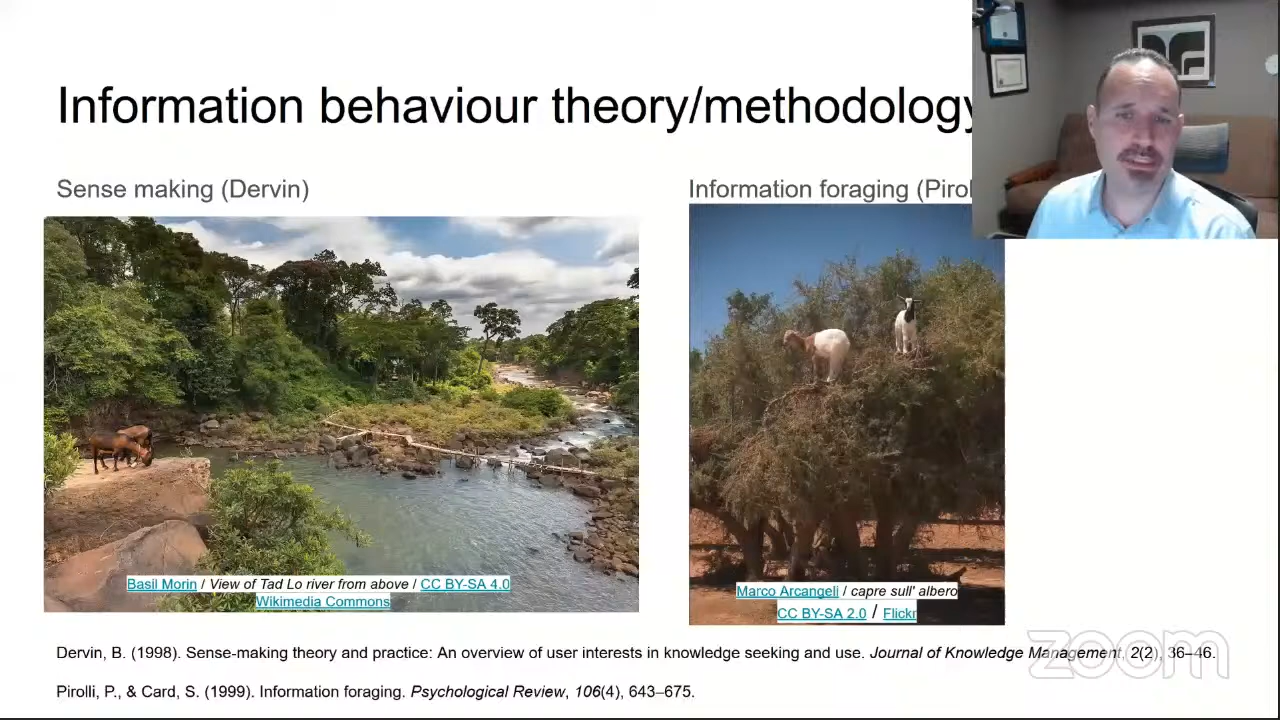 Information behaviour theory/methodology
Sense making (Dervin)
Information foraging (Pirol
Basil Morin / View of Tad Lo river from above / CC BY-SA 4.0
Wikimedia Commons
Marco Arcangeli / capre sull' albero
CC BY-SA 2.0 / Flickr
Dervin, B. (1998). Sense-making theory and practice: An overview of user interests in knowledge seeking and use. Journal of Knowledge Management, 2(2), 36–46.
zoom
Pirolli, P., & Card, S. (1999). Information foraging. Psychological Review, 106(4), 643–675.